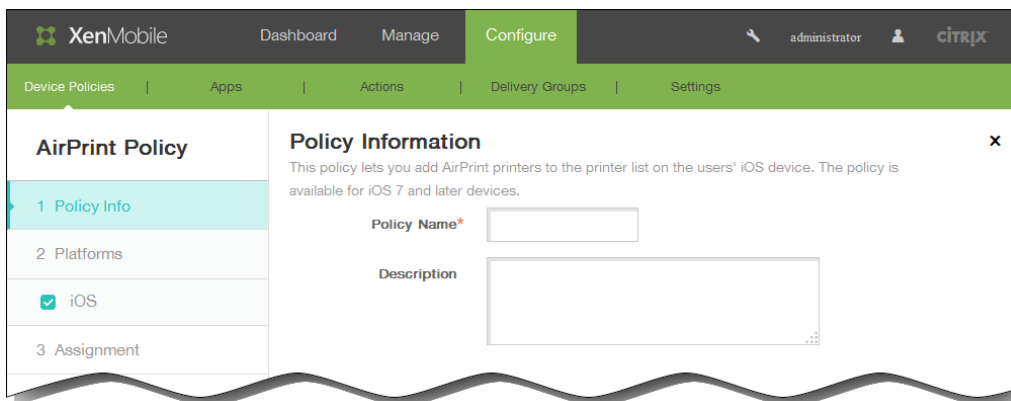 XenMobile Dashboard Manage Configure administrator CİTRIX
Device Policies | Apps | Actions | Delivery Groups | Settings
AirPrint Policy
1 Policy Info
2 Platforms
iOS
3 Assignment
Policy Information
This policy lets you add AirPrint printers to the printer list on the users' iOS device. The policy is
available for iOS 7 and later devices.
Policy Name*
Description